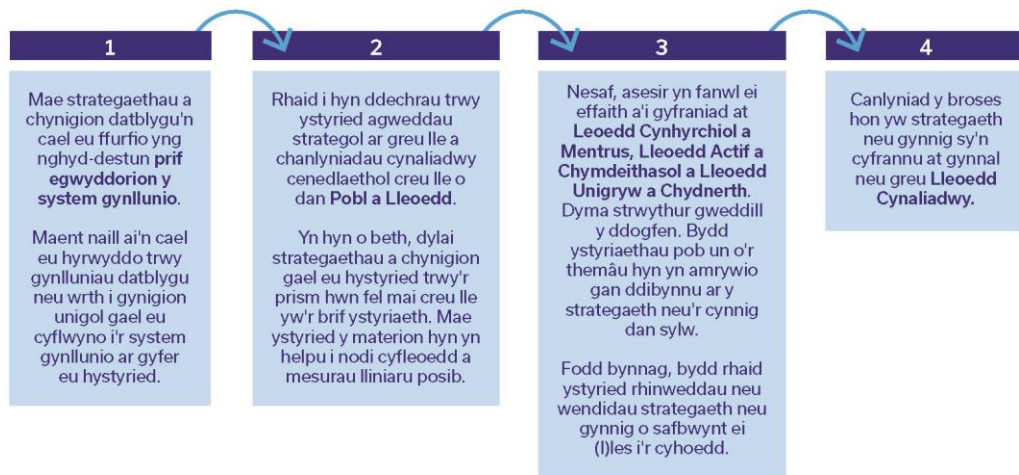 1
Mae strategaethau a
chynigion datblygu'n
cael eu ffurfio yng
nghyd-destun prif
egwyddorion y
system gynllunio.
Maent naill ai'n cael
eu hyrwyddo trwy
gynlluniau datblygu
neu wrth i gynigion
unigol gael eu
cyflwyno i'r system
gynllunio ar gyfer
eu hystyried.
2
Rhaid i hyn ddechrau trwy
ystyried agweddau
strategol ar greu lle a
chanlyniadau cynaliadwy
cenedlaethol creu lle o
dan Pobl a Lleoedd.
Yn hyn o beth, dylai
strategaethau a chynigion
gael eu hystyried trwy'r
prism hwn fel mai creu lle
yw'r brif ystyriaeth. Mae
ystyried y materion hyn yn
helpu i nodi cyfleoedd a
mesurau lliniaru posib.
3
Nesaf, asesir yn fanwl ei
effaith a'i gyfraniad at
Leoedd Cynhyrchiol a
Mentrus, Lleoedd Actif a
Chymdeithasol a Lleoedd
Unigryw a Chydnerth.
Dyma strwythur gweddill
y ddogfen. Bydd
ystyriaethau pob un o'r
themâu hyn yn amrywio
gan ddibynnu ar y
strategaeth neu'r cynnig
dan sylw.
Fodd bynnag, bydd rhaid
ystyried rhinweddau neu
wendidau strategaeth neu
gynnig o safbwynt ei
(l)les i'r cyhoedd.
4
Canlyniad y broses
hon yw strategaeth
neu gynnig sy'n
cyfrannu at gynnal
neu greu Lleoedd
Cynaliadwy.